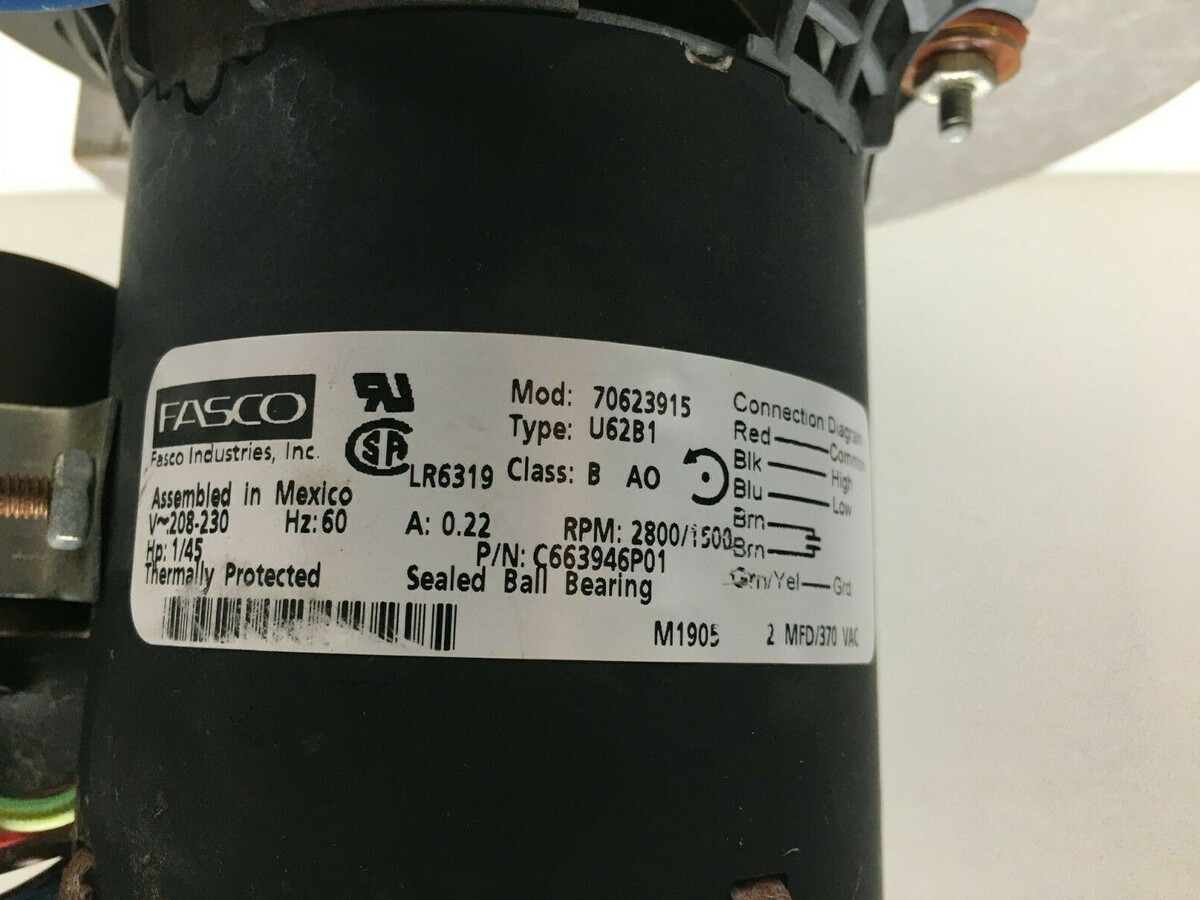 FASCO
Fasco Industries, Inc.
LR6319
Mod: 70623915
Type: U62B1
Class: B AO
Assembled in Mexico
V~:208-230 Hz: 60 A: 0.22 RPM: 2800/1500
Hp: 1/45 P/N: C663946P01
Thermally Protected Sealed Ball Bearing
M1905 2 MFD/370 VAC
Connection Diagram
Red Common
Blk High
Blu Low
Brn
Brn
Grn/Yel Grd